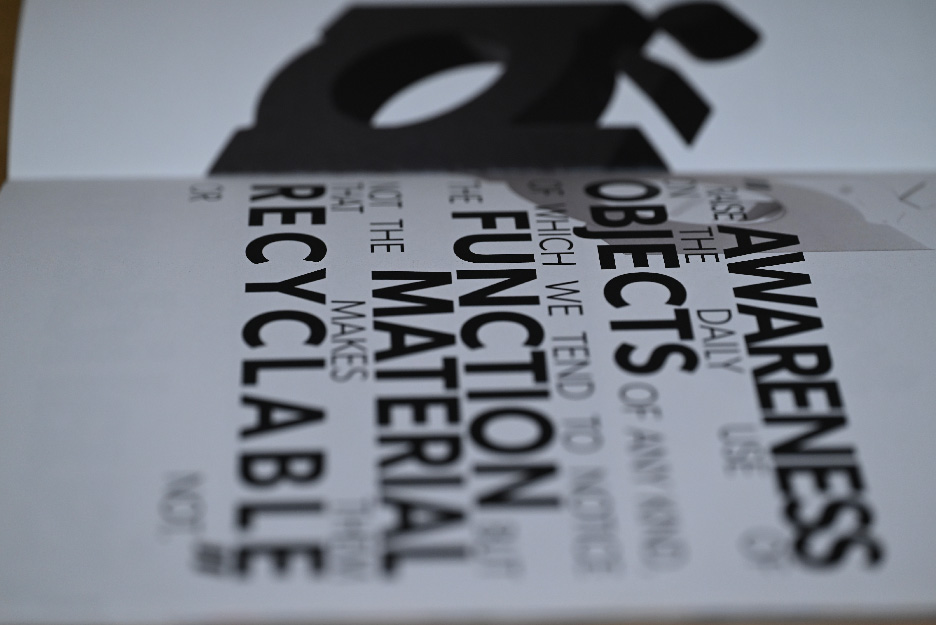 "RAISE AWARENESS
ON THE DAILY USE OF
OBJECTS OF ANY KIND
OF WHICH WE TEND TO NOTICE
THE FUNCTION BUT
NOT THE MATERIAL
THAT MAKES THEM
RECYCLABLE
OR NOT."